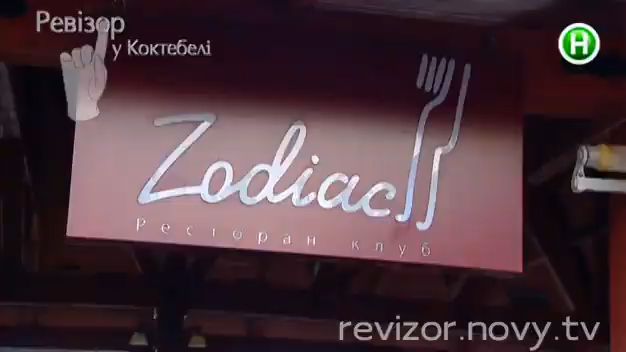 Ревізор
у Коктебелі
H
Zodiac
Ресторан клуб
revizor.novy.tv